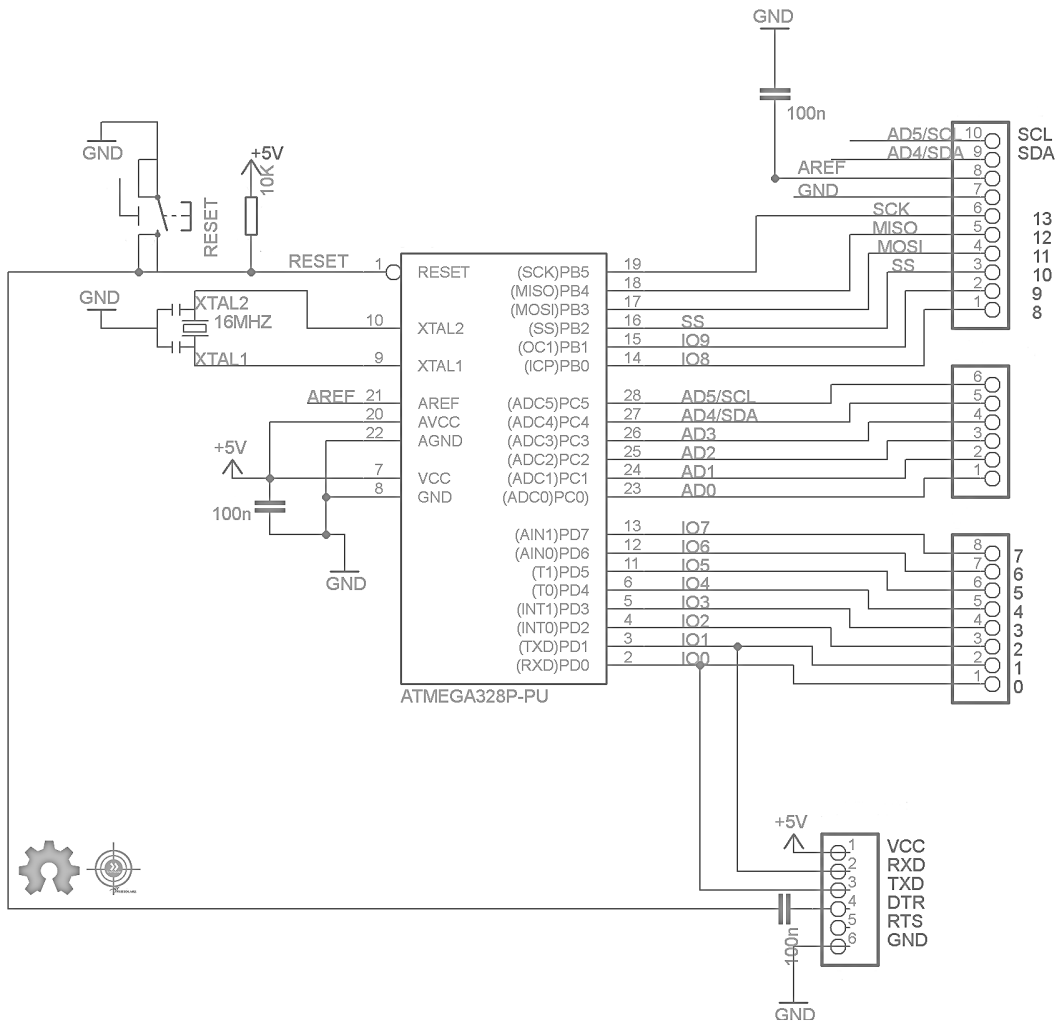 GND
100n
GND
+5V
10K
RESET
RESET
1
GND
XTAL2
16MHZ
XTAL1
10
9
AREF
21
20
22
+5V
7
8
100n
GND
RESET
XTAL2
XTAL1
AREF
AVCC
AGND
VCC
GND
(SCK)PB5
(MISO)PB4
(MOSI)PB3
(SS)PB2
(OC1)PB1
(ICP)PB0
(ADC5)PC5
(ADC4)PC4
(ADC3)PC3
(ADC2)PC2
(ADC1)PC1
(ADC0)PC0
(AIN1)PD7
(AIN0)PD6
(T1)PD5
(T0)PD4
(INT1)PD3
(INT0)PD2
(TXD)PD1
(RXD)PD0
ATMEGA328P-PU
19
18
17
16 SS
15 IO9
14 IO8
28 AD5/SCL
27 AD4/SDA
26 AD3
25 AD2
24 AD1
23 AD0
13 IO7
12 IO6
11 IO5
6 IO4
5 IO3
4 IO2
3 IO1
2 IO0
AD5/SCL 10 SCL
AD4/SDA 9 SDA
AREF 8
GND 7
SCK 6 13
MISO 5 12
MOSI 4 11
SS 3 10
2 9
1 8
6
5
4
3
2
1
8 7
7 6
6 5
5 4
4 3
3 2
2 1
1 0
+5V
1 VCC
2 RXD
3 TXD
4 DTR
5 RTS
6 GND
100n
GND